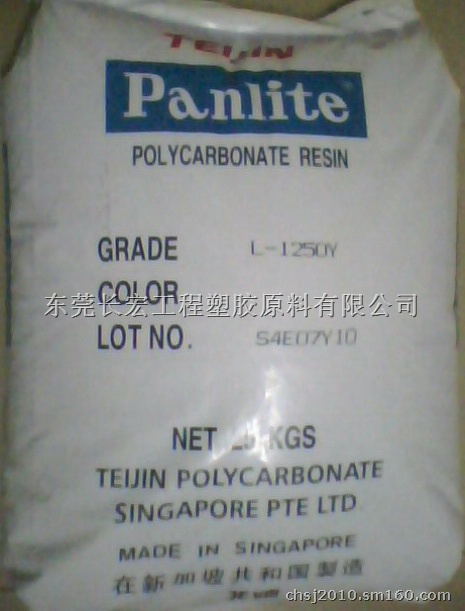 TEIJIN
Panlite®
POLYCARBONATE RESIN
GRADE L-1250Y
COLOR
东莞长宏工程塑胶原料有限公司
LOT NO. S4E07Y10
NET 25 KGS
TEIJIN POLYCARBONATE
SINGAPORE PTE LTD
MADE IN SINGAPORE
在新加坡共和国製造
chsj2010.sm160.com